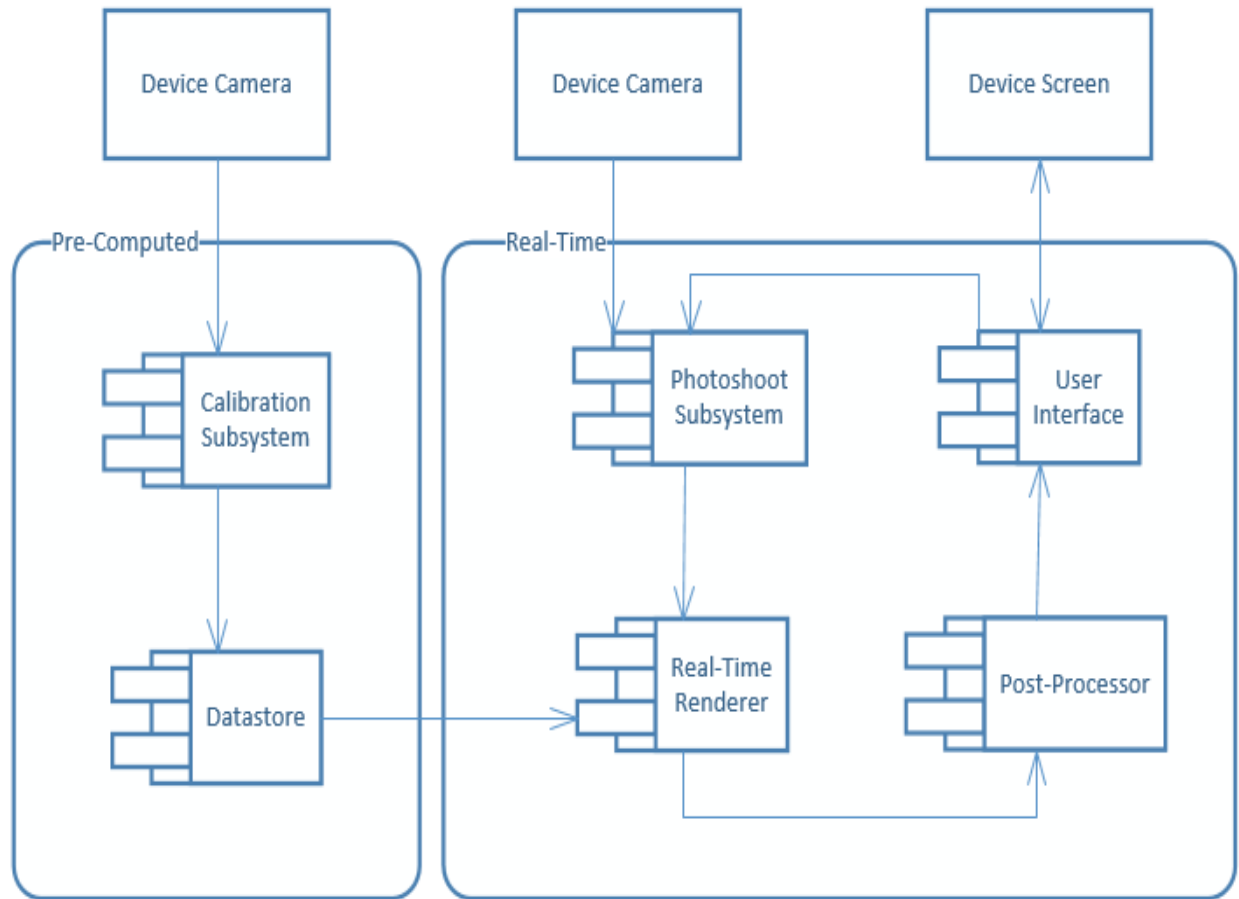 Device Camera
Device Camera
Device Screen
Pre-Computed
Real-Time
Calibration
Subsystem
Photoshoot
Subsystem
User
Interface
Datastore
Real-Time
Renderer
Post-Processor